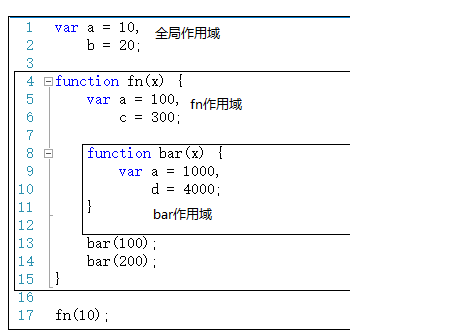 1 var a = 10, 全局作用域
2 b = 20;
3
4 function fn(x) {
5 var a = 100, fn作用域
6 c = 300;
7
8 function bar(x) {
9 var a = 1000,
10 d = 4000;
11 }
bar作用域
12
13 bar(100);
14 bar(200);
15 }
16
17 fn(10);